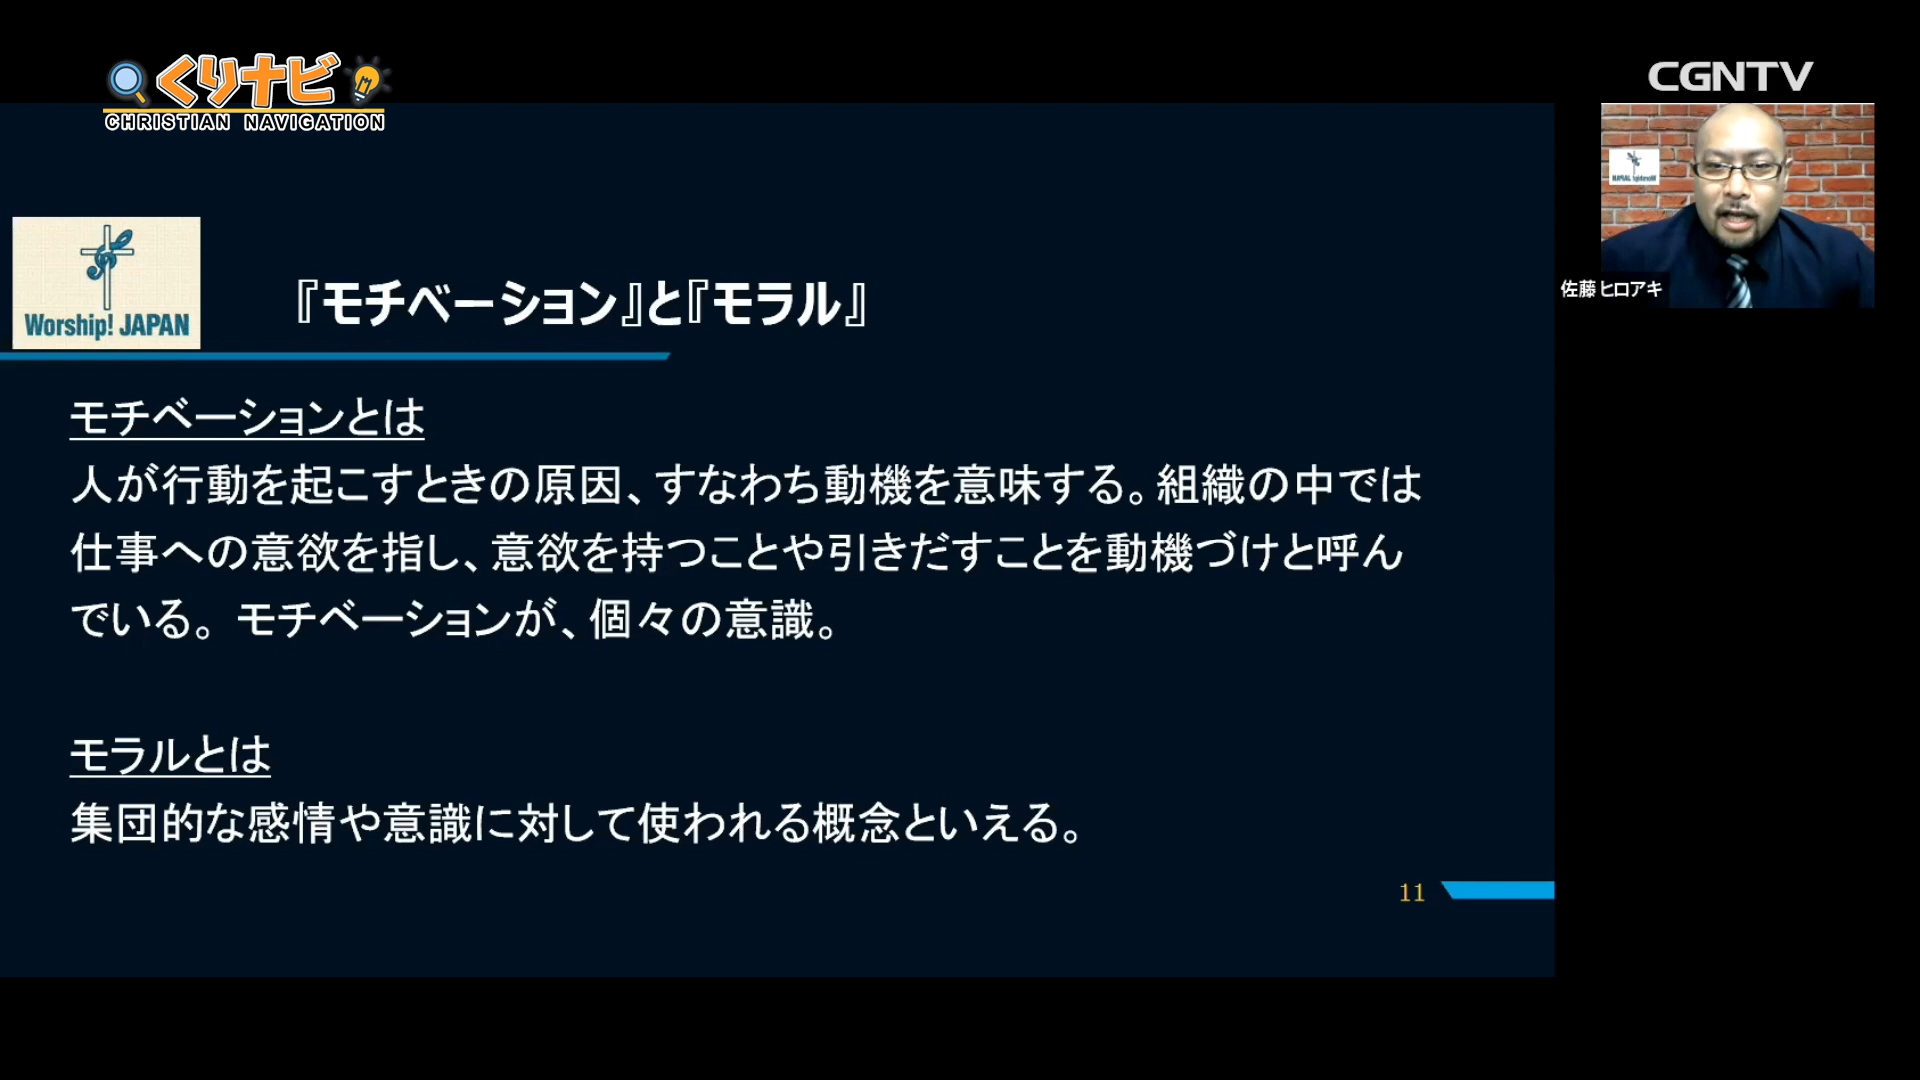 くりナビ
CHRISTIAN NAVIGATION
CGNTV
Worship! JAPAN
『モチベーション』と『モラル』
佐藤 ヒロアキ
モチベーションとは
人が行動を起こすときの原因、すなわち動機を意味する。組織の中では
仕事への意欲を指し、意欲を持つことや引きだすことを動機づけと呼ん
でいる。モチベーションが、個々の意識。
モラルとは
集団的な感情や意識に対して使われる概念といえる。
11